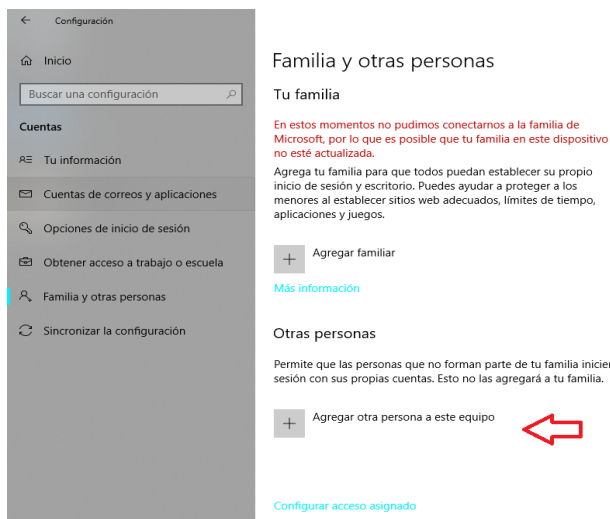 Configuración
Inicio
Buscar una configuración
Cuentas
Tu información
Cuentas de correos y aplicaciones
Opciones de inicio de sesión
Obtener acceso a trabajo o escuela
Familia y otras personas
Sincronizar la configuración
Familia y otras personas
Tu familia
En estos momentos no pudimos conectarnos a la familia de
Microsoft, por lo que es posible que tu familia en este dispositivo
no esté actualizada.
Agrega tu familia para que todos puedan establecer su propio
inicio de sesión y escritorio. Puedes ayudar a proteger a los
menores al establecer sitios web adecuados, límites de tiempo,
aplicaciones y juegos.
Agregar familiar
Más información
Otras personas
Permite que las personas que no forman parte de tu familia inicien
sesión con sus propias cuentas. Esto no las agregará a tu familia.
Agregar otra persona a este equipo
Configurar acceso asignado